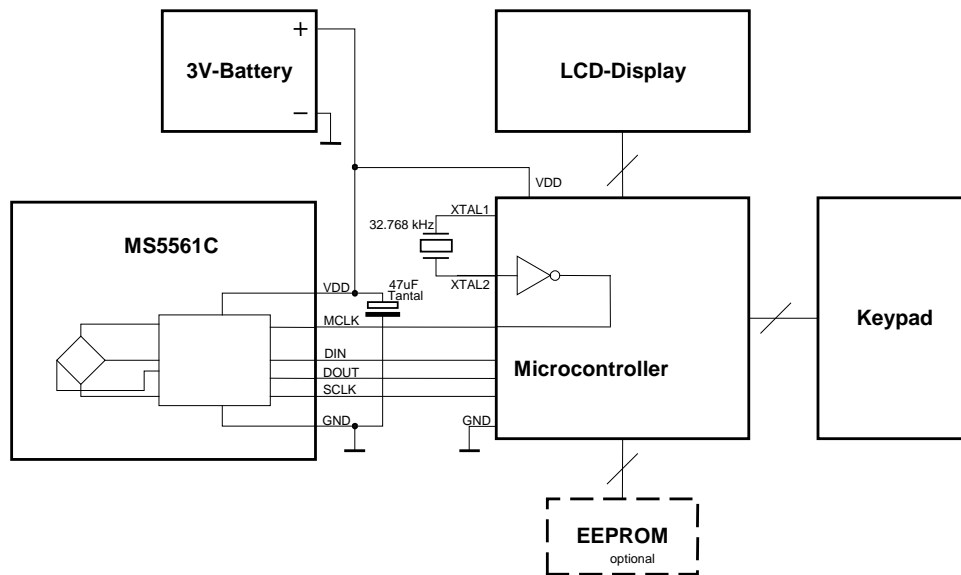 +
3V-Battery
−
LCD-Display
VDD
MS5561C
XTAL1
32.768 kHz
XTAL2
47uF
Tantal
VDD
MCLK
DIN
DOUT
SCLK
GND
GND
Microcontroller
Keypad
EEPROM
optional